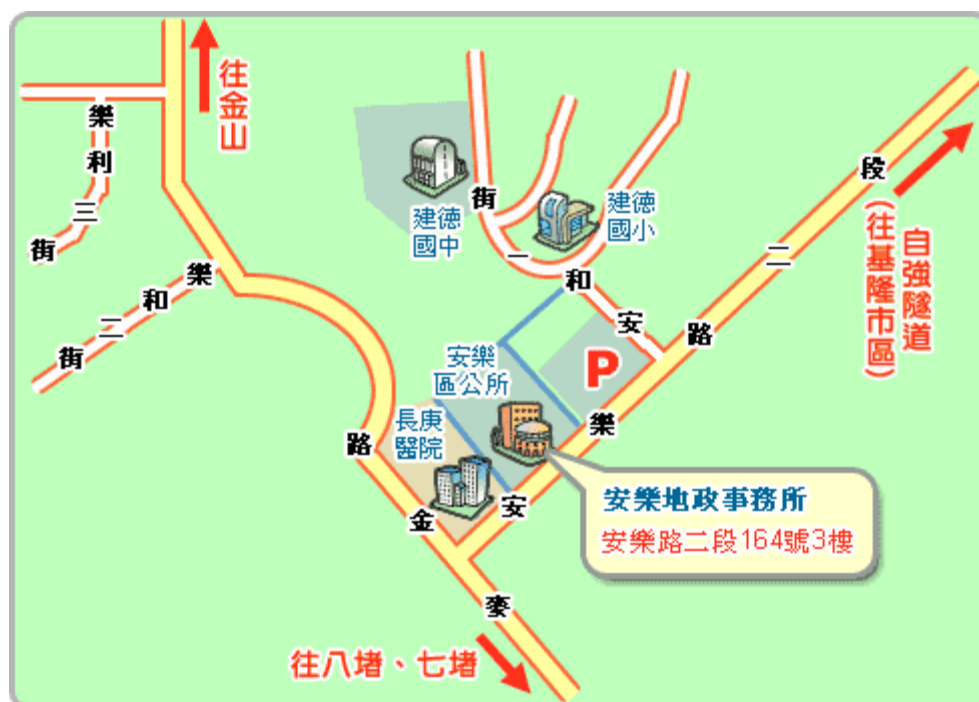 往金山
樂利三街
樂和二街
建德
國中
建德
國小
安和一街
安樂路二段
自強隧道
(往基隆市區)
安樂
區公所
P
長庚
醫院
麥金路
安樂地政事務所
安樂路二段164號3樓
往八堵、七堵